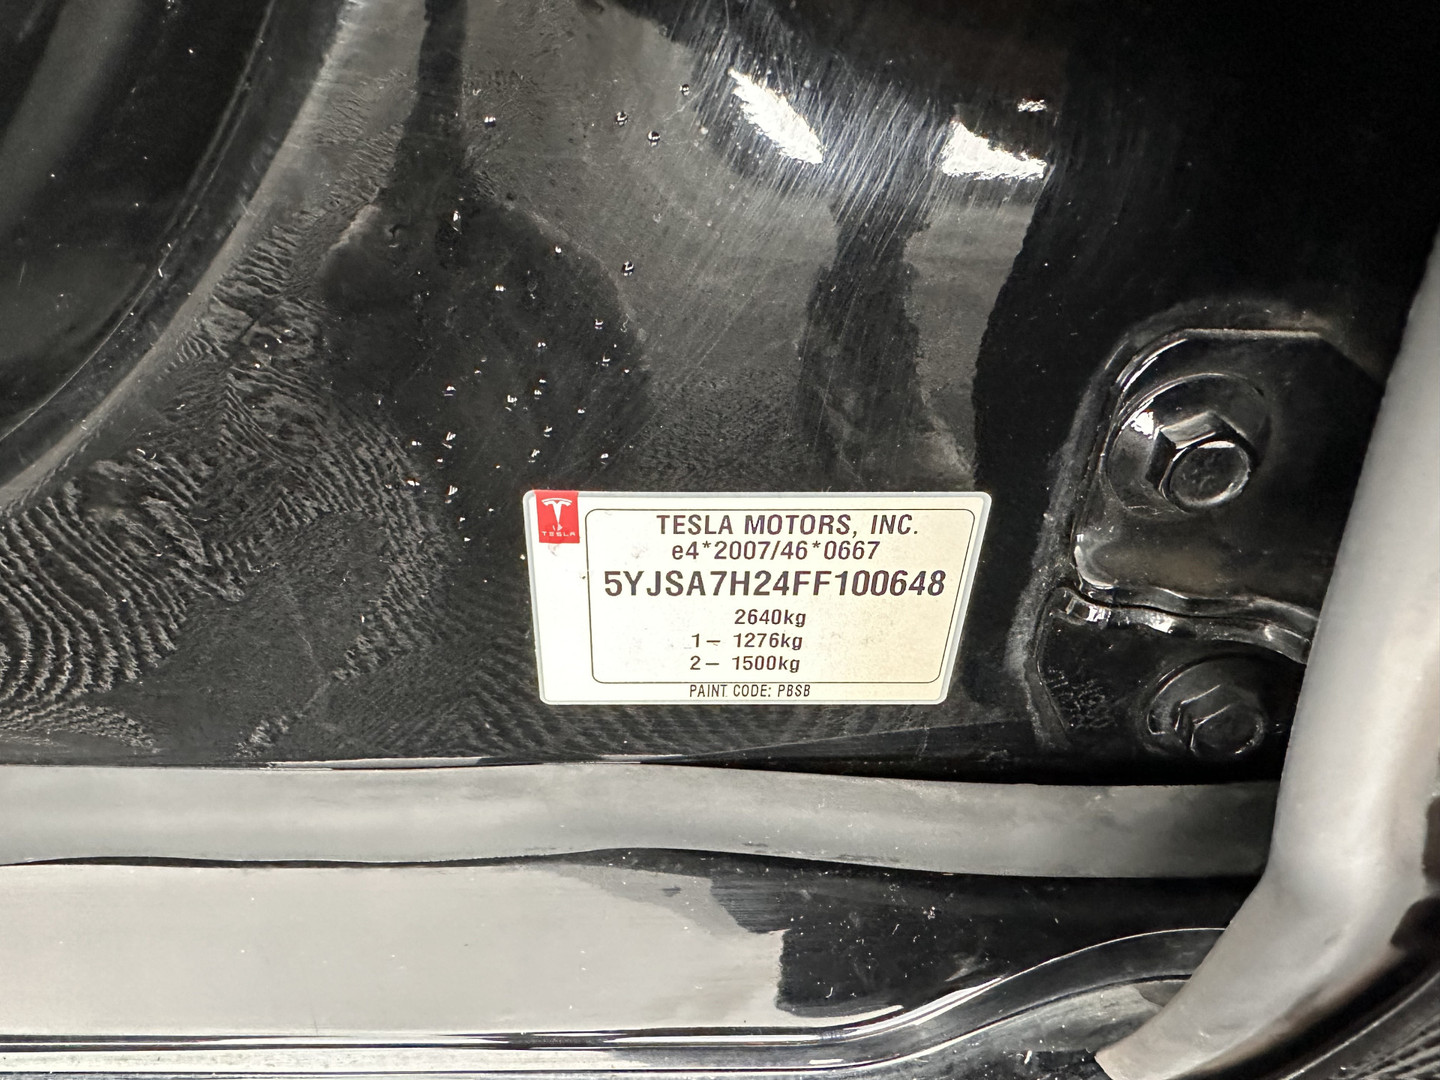 TESLA
TESLA MOTORS, INC.
e4*2007/46*0667
5YJSA7H24FF100648
2640kg
1— 1276kg
2— 1500kg
PAINT CODE: PBSB